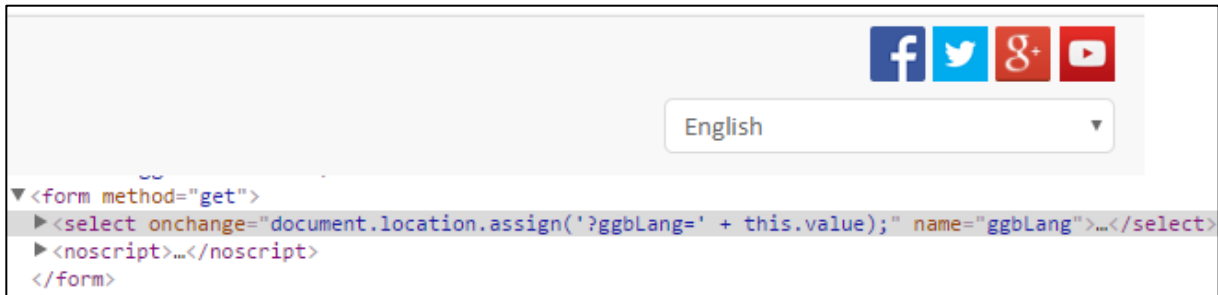 f g+
English
<form method="get">
<select onchange="document.location.assign('?ggbLang=' + this.value);" name="ggbLang">…</select>
<noscript>…</noscript>
</form>